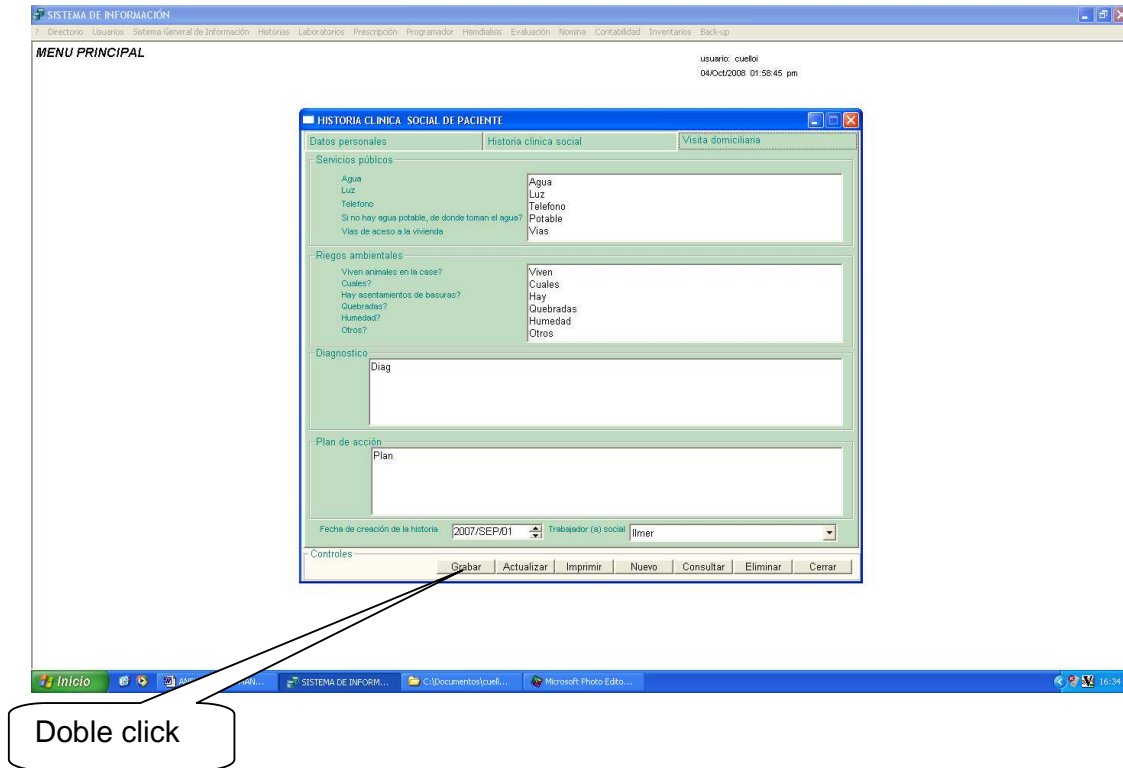 SISTEMA DE INFORMACIÓN
? Directorio Usuarios Sistema General de Información Historias Laboratorios Prescripción Programador Hemdialisis Evaluación Nomina Contabilidad Inventarios Back-up
MENU PRINCIPAL
usuario: cuelloi
04/Oct/2008 01:58:45 pm
HISTORIA CLINICA SOCIAL DE PACIENTE
Datos personales Historia clinica social Visita domiciliaria
Servicios públcos
Agua Agua
Luz Luz
Telefono Telefono
Si no hay agua potable, de donde toman el agua? Potable
Vias de aceso a la vivienda Vias
Riegos ambientales
Viven animales en la case? Viven
Cuales? Cuales
Hay asentamientos de basuras? Hay
Quebradas? Quebradas
Humedad? Humedad
Otros? Otros
Diagnostico
Diag
Plan de acción
Plan
Fecha de creación de la historia 2007/SEP/01 Trabajador (a) social Ilmer
Controles
Grabar Actualizar Imprimir Nuevo Consultar Eliminar Cerrar
Inicio SISTEMA DE INFORM... C:\Documentos\cuell... Microsoft Photo Edito... 16:34
Doble click